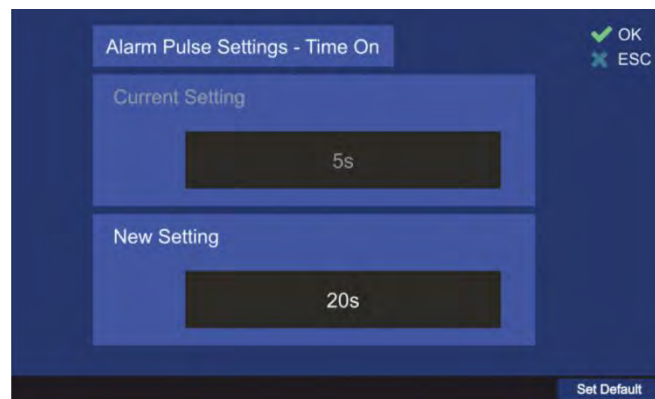 Alarm Pulse Settings - Time On
OK
ESC
Current Setting
5s
New Setting
20s
Set Default